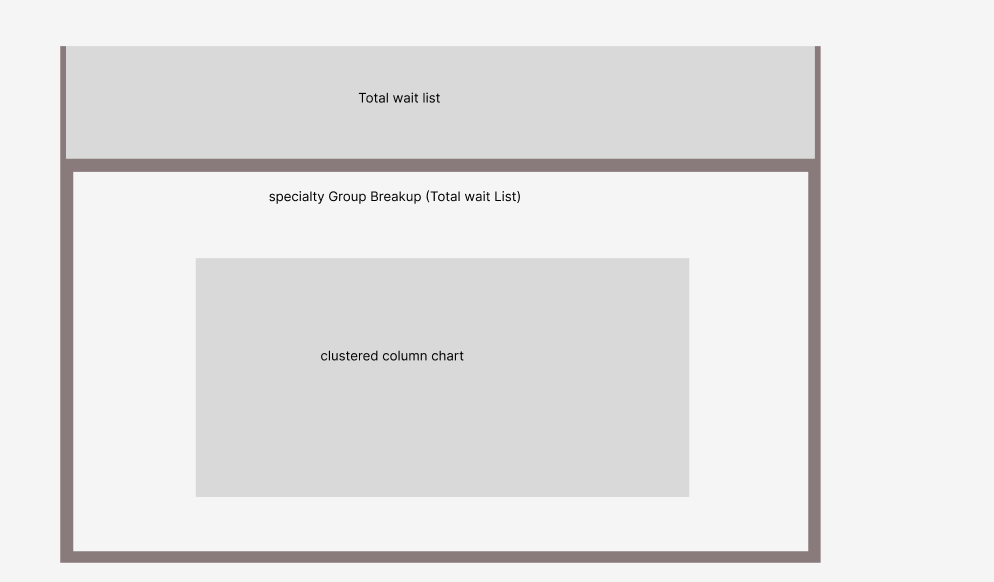 Total wait list
specialty Group Breakup (Total wait List)
clustered column chart